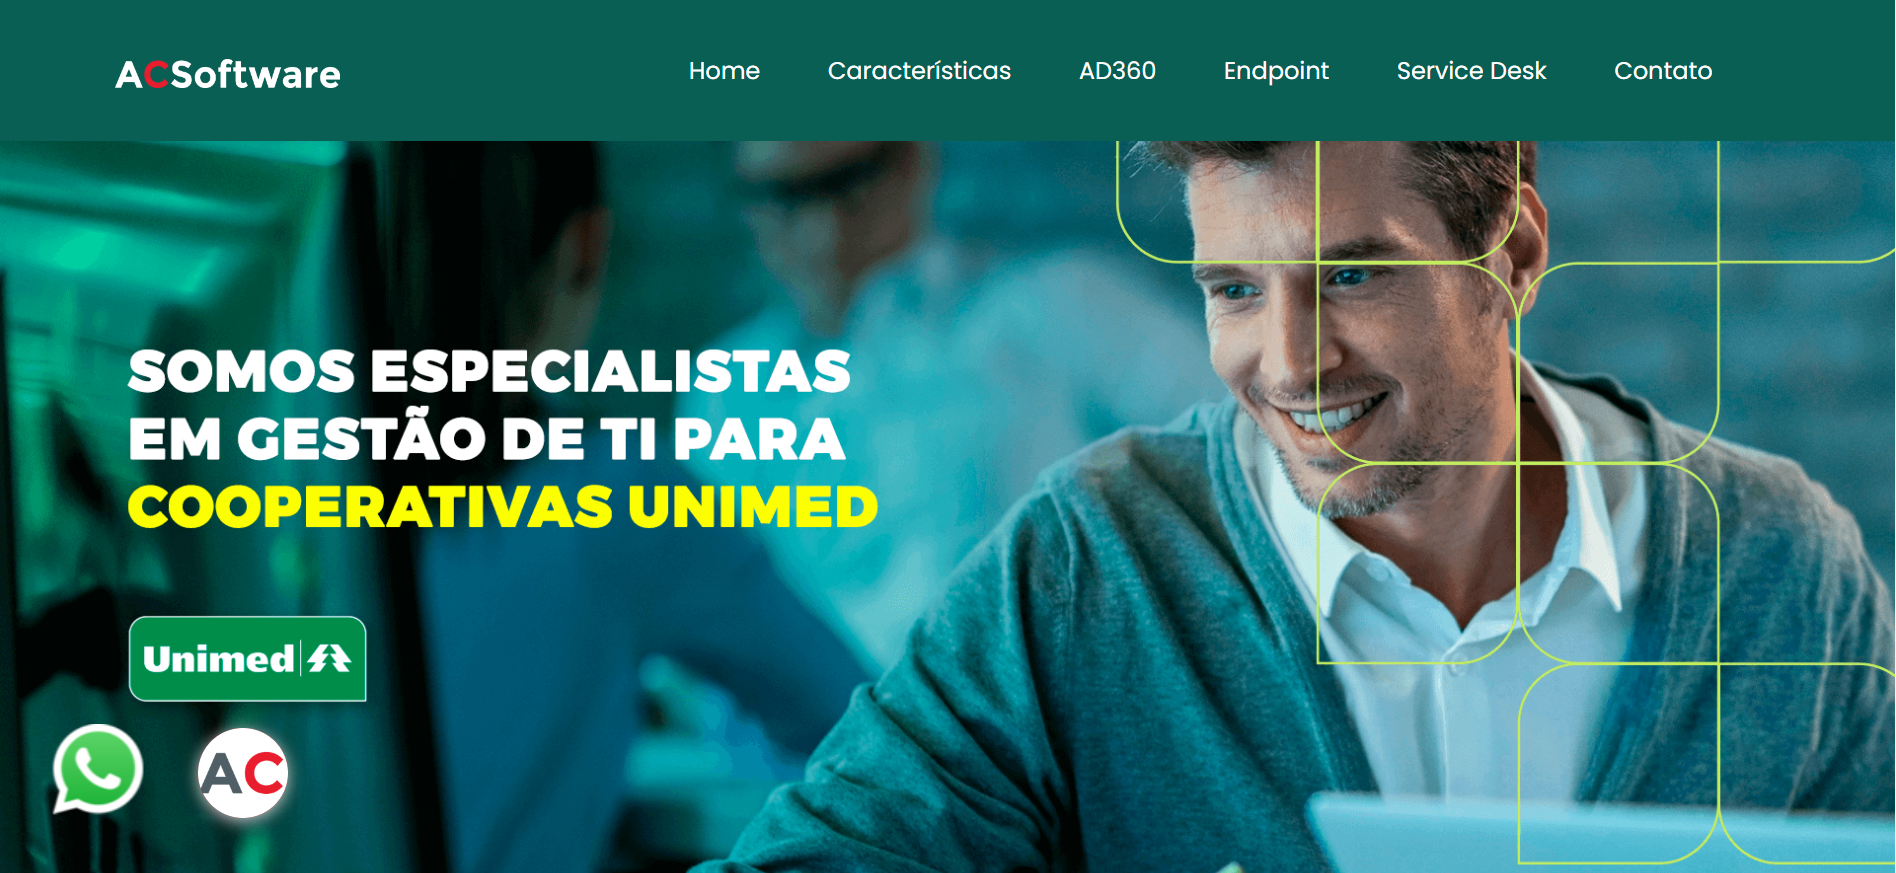 ACSoftware
Home
Características
AD360
Endpoint
Service Desk
Contato
SOMOS ESPECIALISTAS
EM GESTÃO DE TI PARA
COOPERATIVAS UNIMED
Unimed
AC